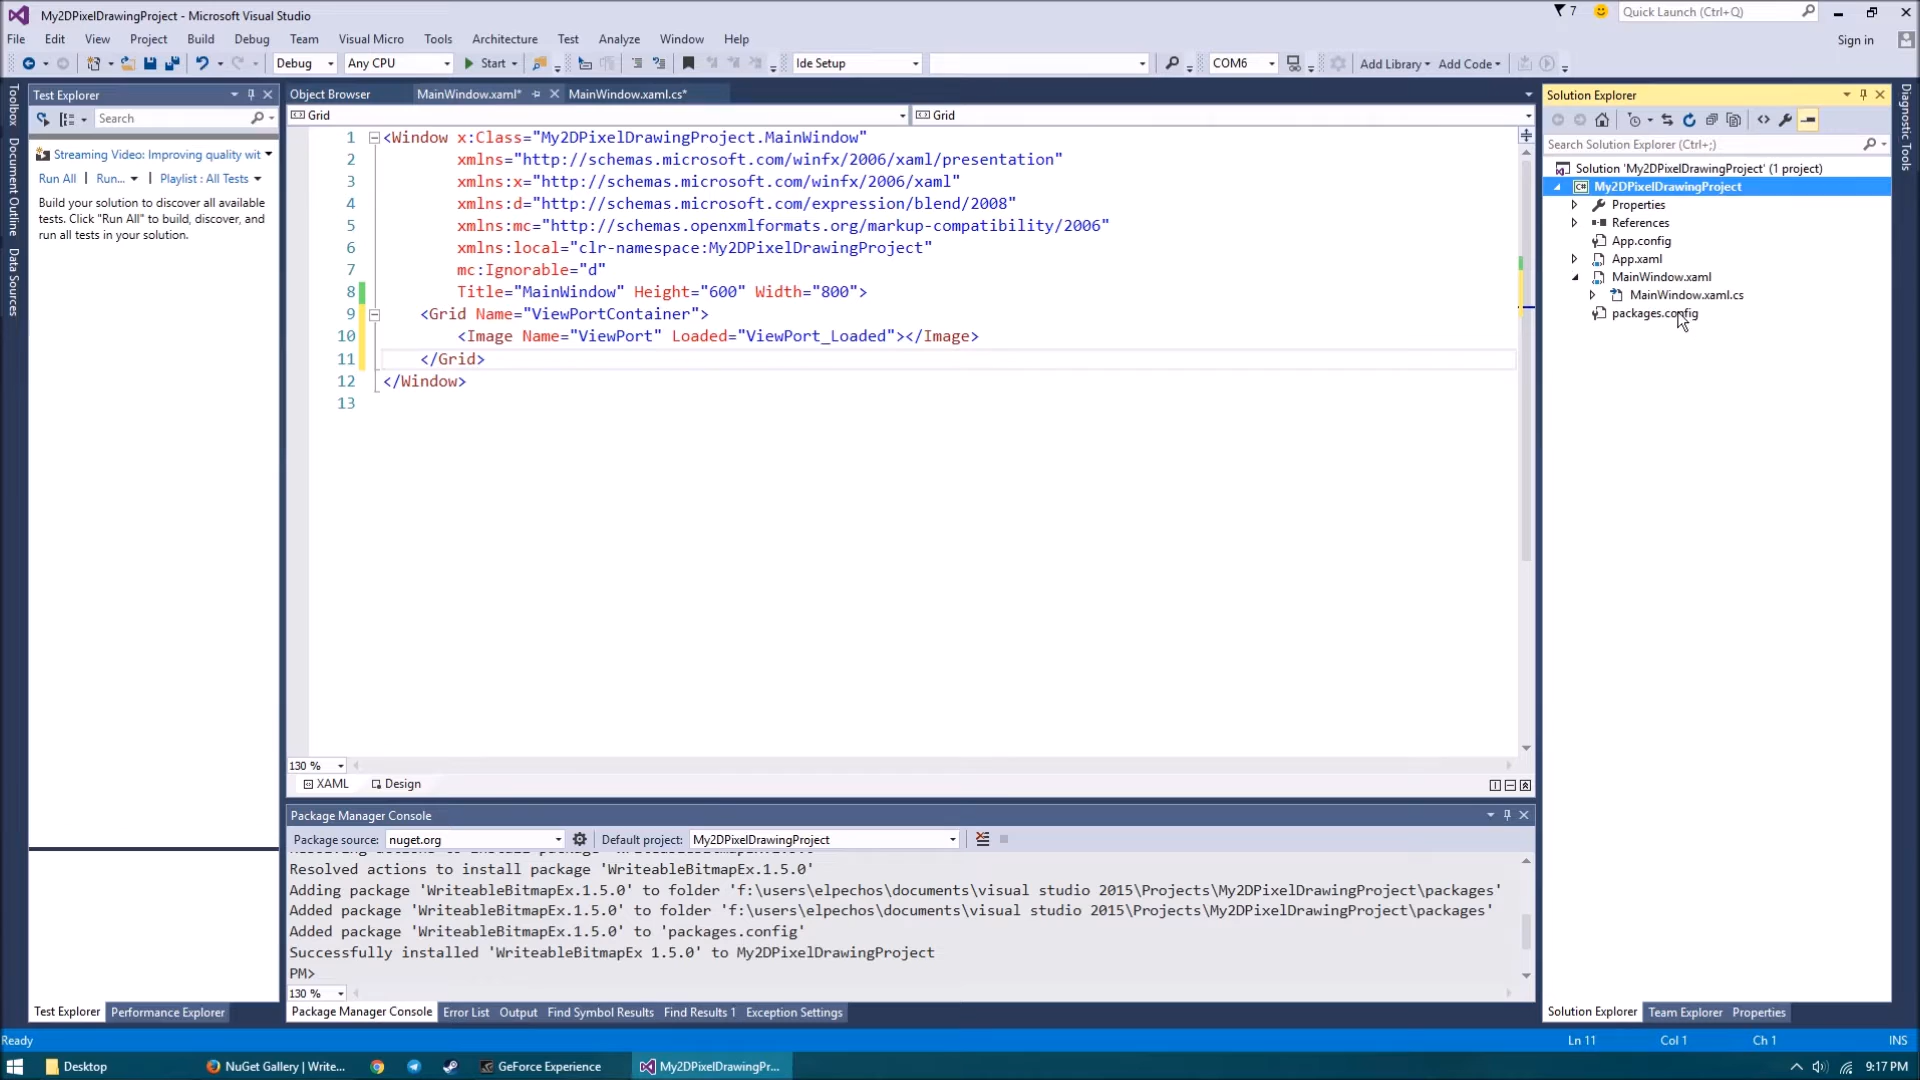 My2DPixelDrawingProject - Microsoft Visual Studio
7
Quick Launch (Ctrl+Q)
File Edit View Project Build Debug Team Visual Micro Tools Architecture Test Analyze Window Help
Sign in
Debug Any CPU Start Ide Setup COM6 Add Library Add Code
Toolbox
Document Outline
Data Sources
Test Explorer
Search
Streaming Video: Improving quality wit
Run All Run... Playlist : All Tests
Build your solution to discover all available
tests. Click "Run All" to build, discover, and
run all tests in your solution.
Test Explorer Performance Explorer
Object Browser MainWindow.xaml* MainWindow.xaml.cs*
Grid Grid
1 <Window x:Class="My2DPixelDrawingProject.MainWindow"
2 xmlns="http://schemas.microsoft.com/winfx/2006/xaml/presentation"
3 xmlns:x="http://schemas.microsoft.com/winfx/2006/xaml"
4 xmlns:d="http://schemas.microsoft.com/expression/blend/2008"
5 xmlns:mc="http://schemas.openxmlformats.org/markup-compatibility/2006"
6 xmlns:local="clr-namespace:My2DPixelDrawingProject"
7 mc:Ignorable="d"
8 Title="MainWindow" Height="600" Width="800">
9 <Grid Name="ViewPortContainer">
10 <Image Name="ViewPort" Loaded="ViewPort_Loaded"></Image>
11 </Grid>
12 </Window>
13
130 %
XAML Design
Package Manager Console
Package source: nuget.org Default project: My2DPixelDrawingProject
Resolved actions to install package 'WriteableBitmapEx.1.5.0'
Adding package 'WriteableBitmapEx.1.5.0' to folder 'f:\users\elpechos\documents\visual studio 2015\Projects\My2DPixelDrawingProject\packages'
Added package 'WriteableBitmapEx.1.5.0' to folder 'f:\users\elpechos\documents\visual studio 2015\Projects\My2DPixelDrawingProject\packages'
Added package 'WriteableBitmapEx.1.5.0' to 'packages.config'
Successfully installed 'WriteableBitmapEx 1.5.0' to My2DPixelDrawingProject
PM>
130 %
Package Manager Console Error List Output Find Symbol Results Find Results 1 Exception Settings
Solution Explorer
Search Solution Explorer (Ctrl+;)
Solution 'My2DPixelDrawingProject' (1 project)
C# My2DPixelDrawingProject
Properties
References
App.config
App.xaml
MainWindow.xaml
MainWindow.xaml.cs
packages.config
Solution Explorer Team Explorer Properties
Diagnostic Tools
Ready Ln 11 Col 1 Ch 1 INS
Desktop NuGet Gallery | Write... GeForce Experience My2DPixelDrawingPr... 9:17 PM